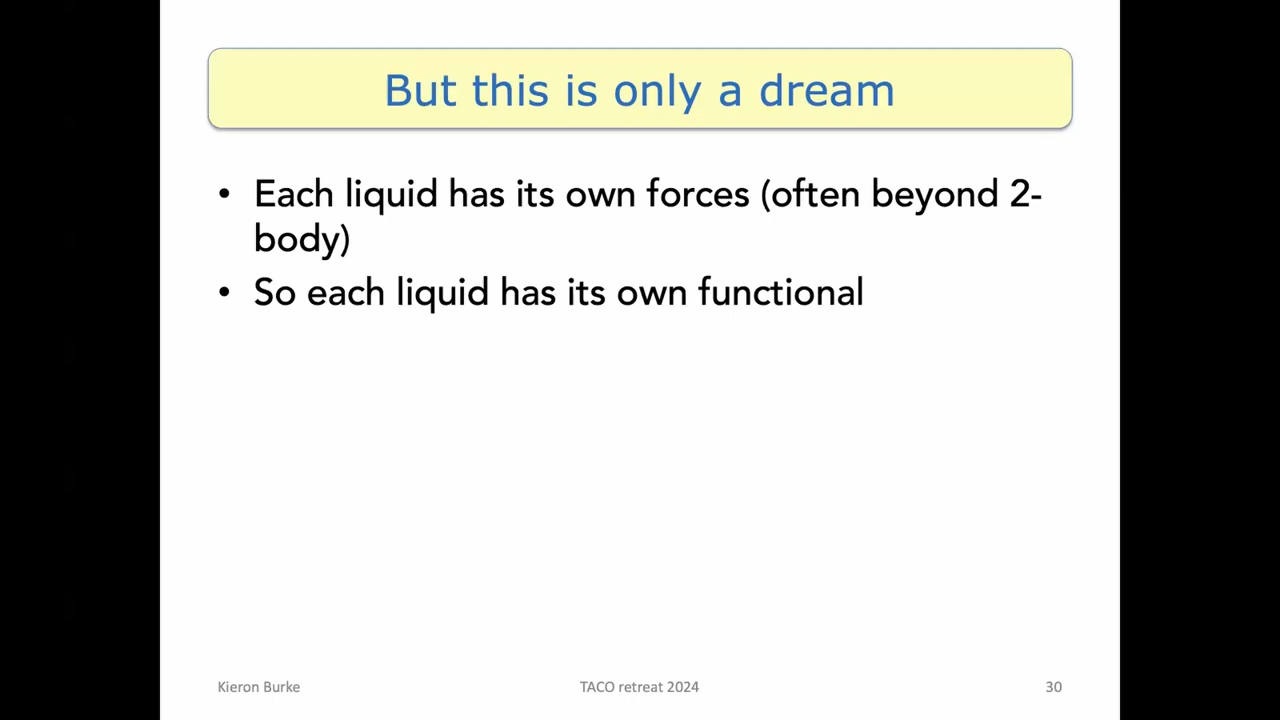 But this is only a dream
• Each liquid has its own forces (often beyond 2-
body)
• So each liquid has its own functional
Kieron Burke
TACO retreat 2024
30